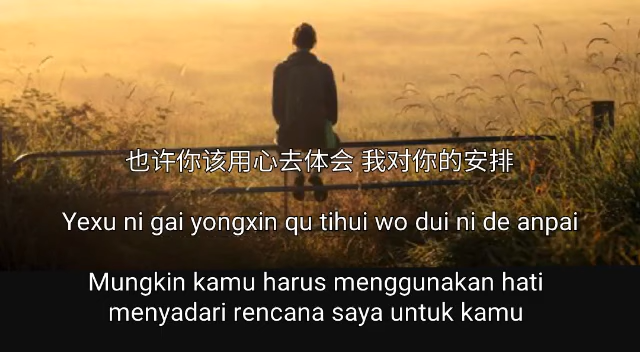 也许你该用心去体会 我对你的安排
Yexu ni gai yongxin qu tihui wo dui ni de anpai
Mungkin kamu harus menggunakan hati
menyadari rencana saya untuk kamu